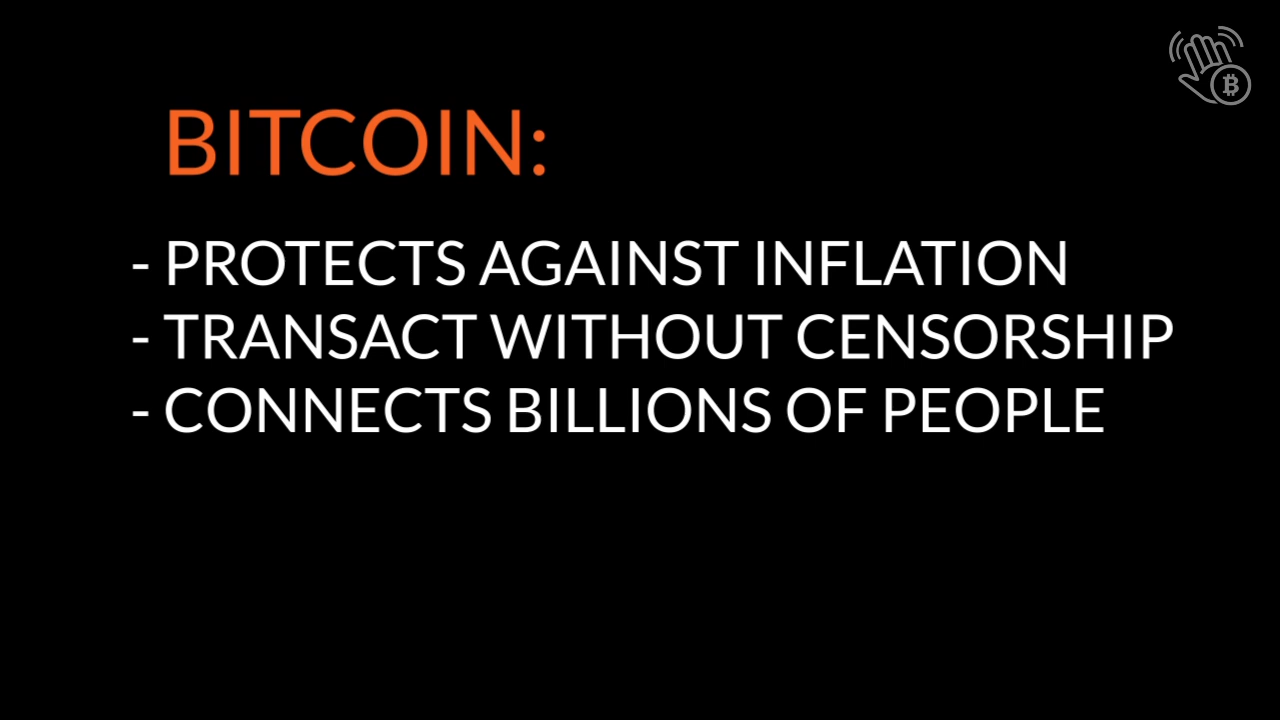 BITCOIN:
- PROTECTS AGAINST INFLATION
- TRANSACT WITHOUT CENSORSHIP
- CONNECTS BILLIONS OF PEOPLE